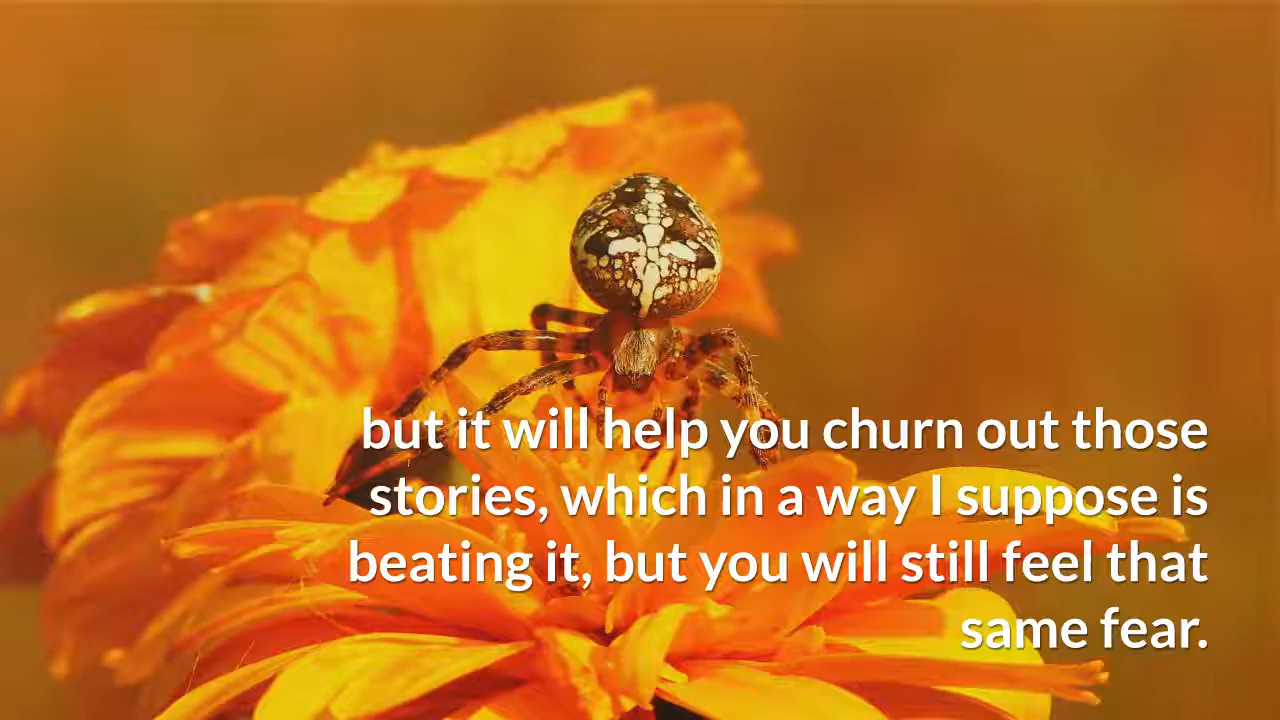 but it will help you churn out those
stories, which in a way I suppose is
beating it, but you will still feel that
same fear.